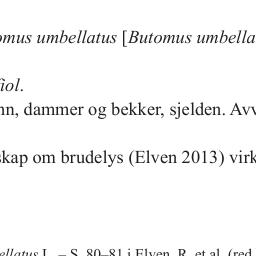 omus umbellatus [Butomus umbella
fiol.
nn, dammer og bekker, sjelden. Avv
skap om brudelys (Elven 2013) virk
ellatus L. – S. 80–81 i Elven, R. et al. (red